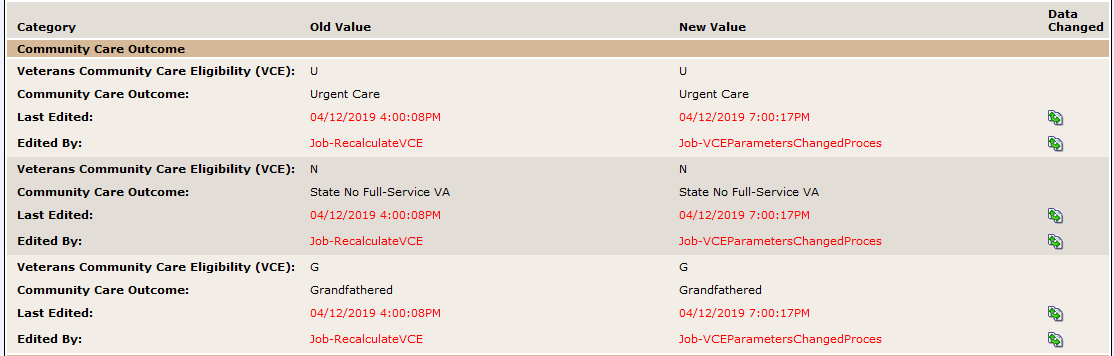 Category Old Value New Value Data Changed
Community Care Outcome
Veterans Community Care Eligibility (VCE): U U
Community Care Outcome: Urgent Care Urgent Care
Last Edited: 04/12/2019 4:00:08PM 04/12/2019 7:00:17PM
Edited By: Job-RecalculateVCE Job-VCEParametersChangedProces
Veterans Community Care Eligibility (VCE): N N
Community Care Outcome: State No Full-Service VA State No Full-Service VA
Last Edited: 04/12/2019 4:00:08PM 04/12/2019 7:00:17PM
Edited By: Job-RecalculateVCE Job-VCEParametersChangedProces
Veterans Community Care Eligibility (VCE): G G
Community Care Outcome: Grandfathered Grandfathered
Last Edited: 04/12/2019 4:00:08PM 04/12/2019 7:00:17PM
Edited By: Job-RecalculateVCE Job-VCEParametersChangedProces